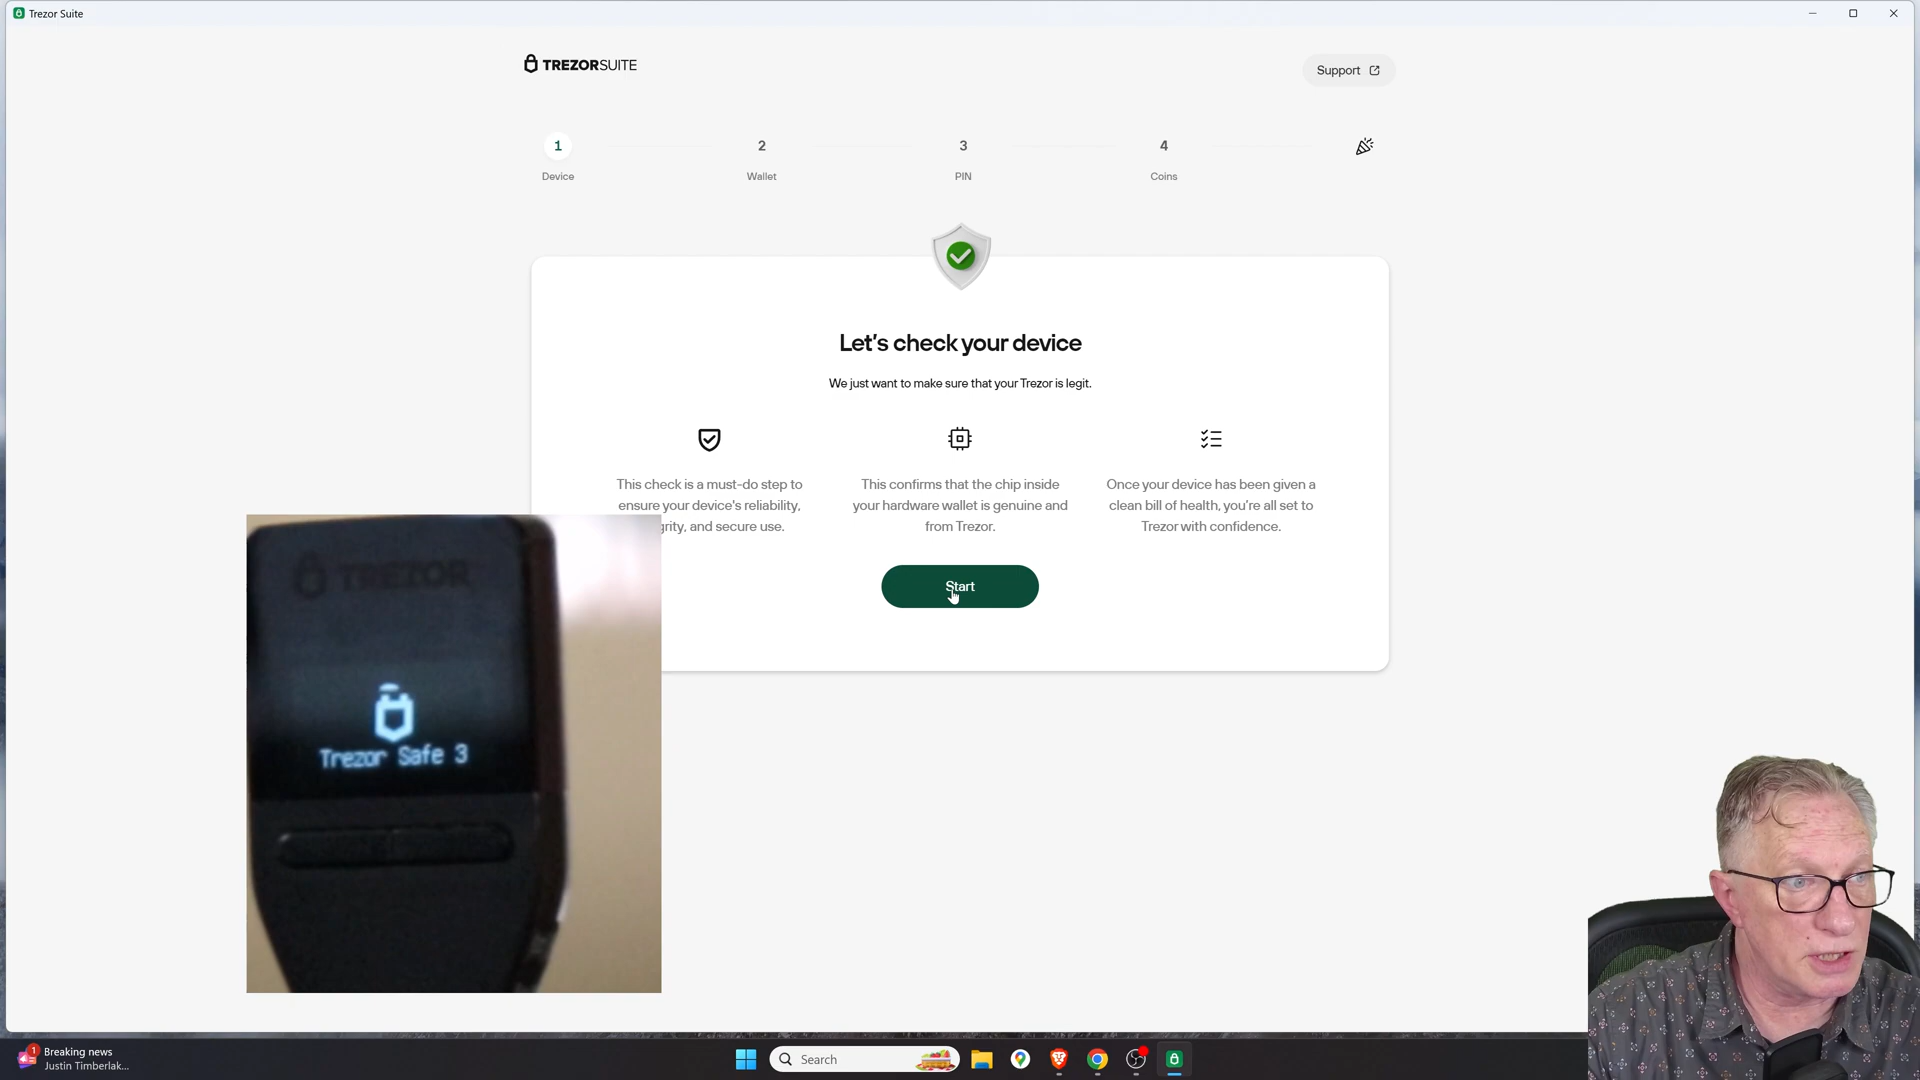 Trezor Suite
TREZORSUITE
Support
1
2
3
4
Device
Wallet
PIN
Coins
Let's check your device
We just want to make sure that your Trezor is legit.
This check is a must-do step to
ensure your device's reliability,
grity, and secure use.
This confirms that the chip inside
your hardware wallet is genuine and
from Trezor.
Once your device has been given a
clean bill of health, you're all set to
Trezor with confidence.
Start
TREZOR
Trezor Safe 3
1
Breaking news
Justin Timberlak...
Search